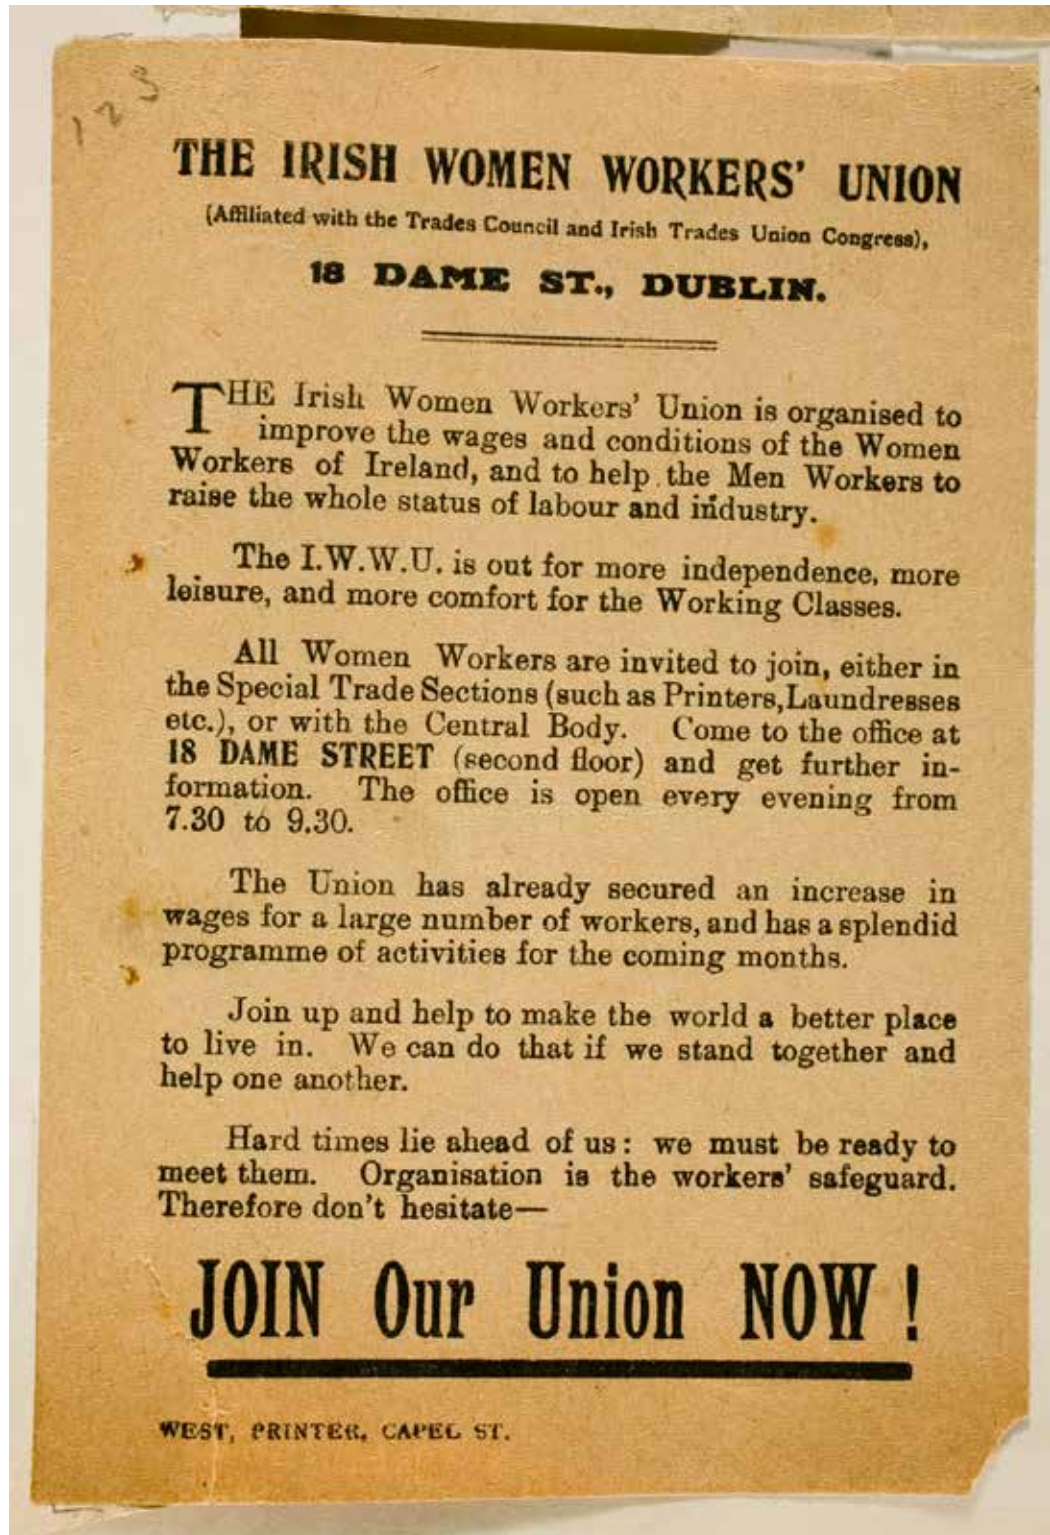 123
THE IRISH WOMEN WORKERS' UNION
(Affiliated with the Trades Council and Irish Trades Union Congress),
18 DAME ST., DUBLIN.
THE Irish Women Workers' Union is organised to
improve the wages and conditions of the Women
Workers of Ireland, and to help the Men Workers to
raise the whole status of labour and industry.
The I.W.W.U. is out for more independence, more
leisure, and more comfort for the Working Classes.
All Women Workers are invited to join, either in
the Special Trade Sections (such as Printers, Laundresses
etc.), or with the Central Body. Come to the office at
18 DAME STREET (second floor) and get further in-
formation. The office is open every evening from
7.30 to 9.30.
The Union has already secured an increase in
wages for a large number of workers, and has a splendid
programme of activities for the coming months.
Join up and help to make the world a better place
to live in. We can do that if we stand together and
help one another.
Hard times lie ahead of us: we must be ready to
meet them. Organisation is the workers' safeguard.
Therefore don't hesitate—
JOIN Our Union NOW!
WEST, PRINTER, CAPEL ST.